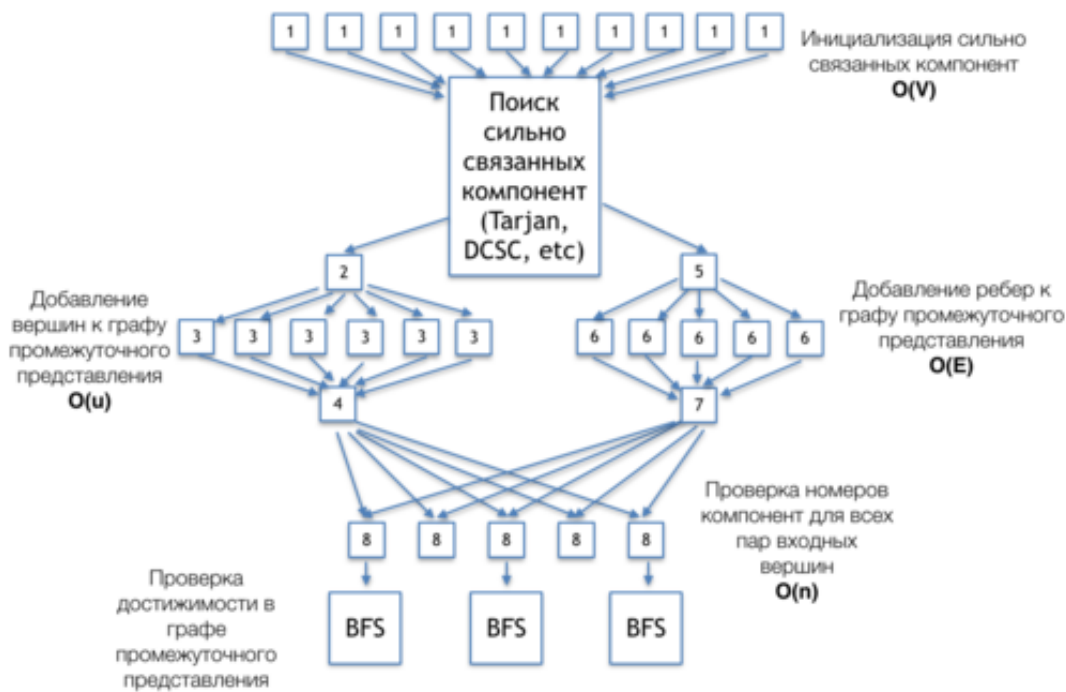 1 1 1 1 1 1 1 1 1 1
Инициализация сильно
связанных компонент
O(V)
Поиск
сильно
связанных
компонент
(Tarjan,
DCSC, etc)
2
5
Добавление
вершин к графу
промежуточного
представления
O(u)
3 3 3 3 3 3
6 6 6 6 6
Добавление ребер к
графу промежуточного
представления
O(E)
4
7
Проверка номеров
компонент для всех
пар входных
вершин
O(n)
8 8 8 8 8
Проверка
достижимости в
графе
промежуточного
представления
BFS BFS BFS